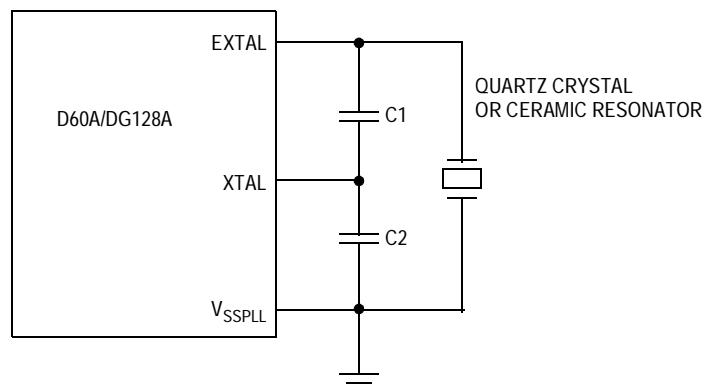 EXTAL
QUARTZ CRYSTAL
OR CERAMIC RESONATOR
D60A/DG128A
C1
XTAL
C2
VSSPLL